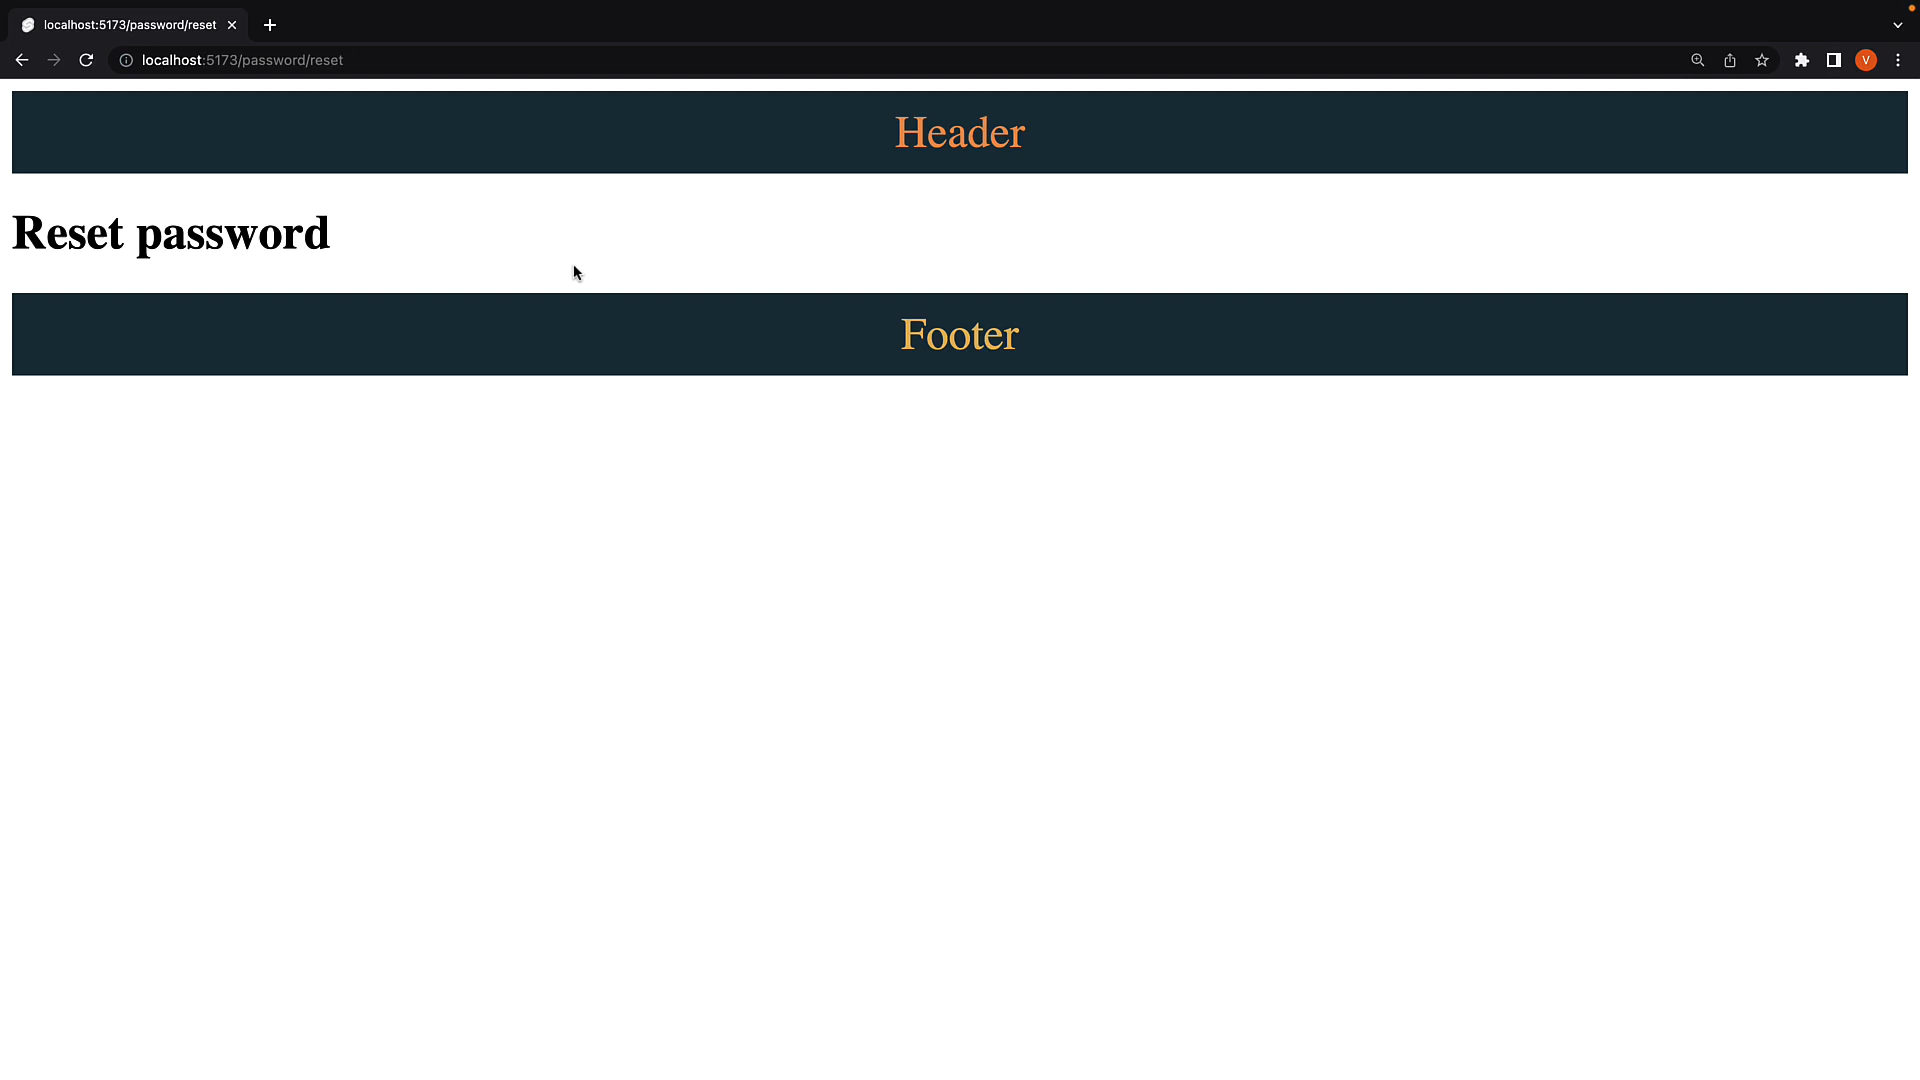 localhost:5173/password/reset
localhost:5173/password/reset
V
Header
Reset password
Footer